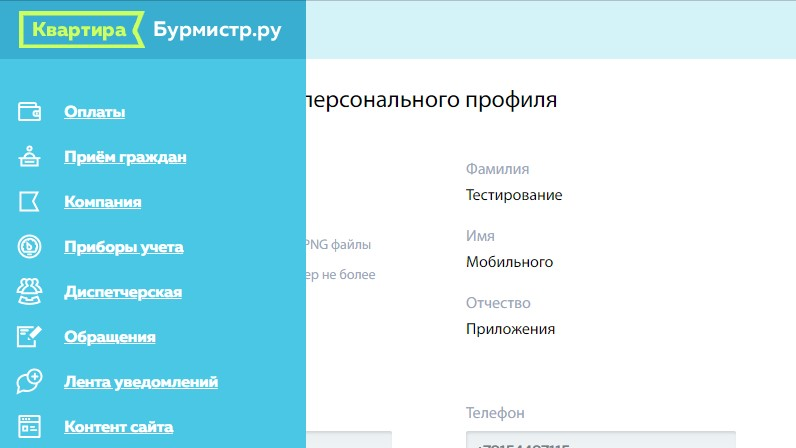 Квартира Бурмистр.ру
персонального профиля
Оплаты
Приём граждан
Компания
Приборы учета
Диспетчерская
Обращения
Лента уведомлений
Контент сайта
PNG файлы
не более
Фамилия
Тестирование
Имя
Мобильного
Отчество
Приложения
Телефон